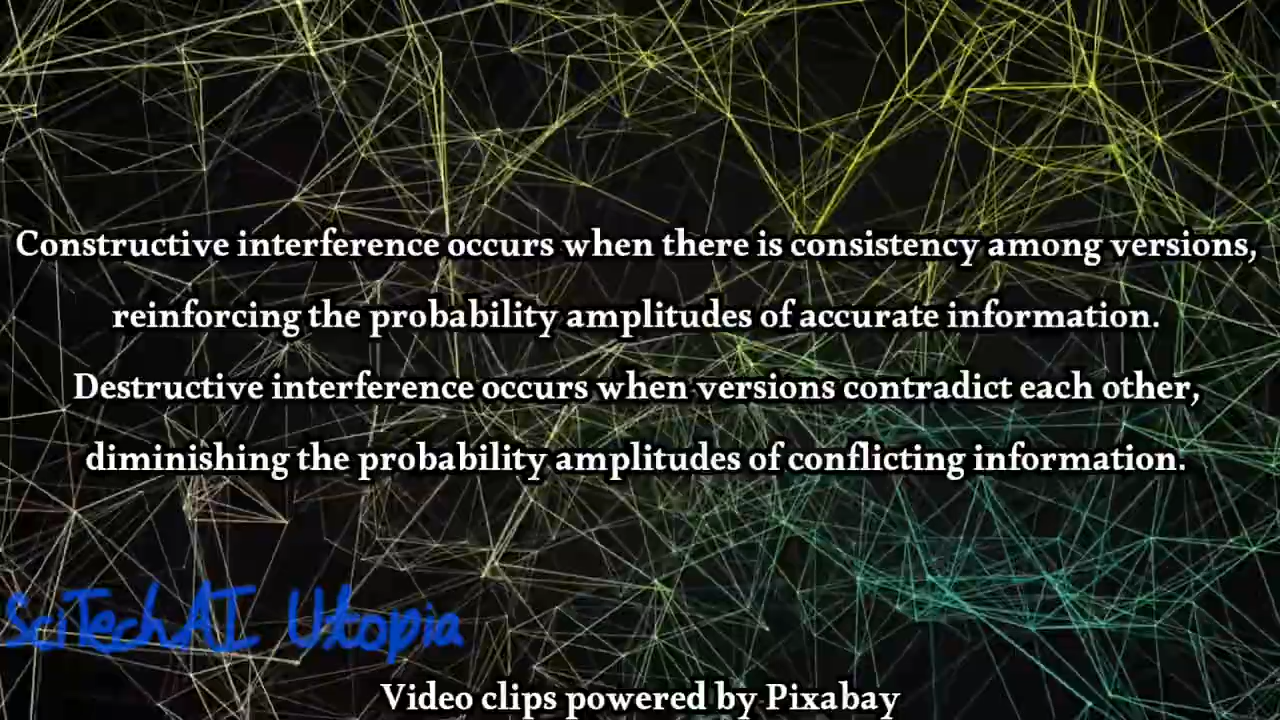 Constructive interference occurs when there is consistency among versions,
reinforcing the probability amplitudes of accurate information.
Destructive interference occurs when versions contradict each other,
diminishing the probability amplitudes of conflicting information.
SciTechAI Utopia
Video clips powered by Pixabay